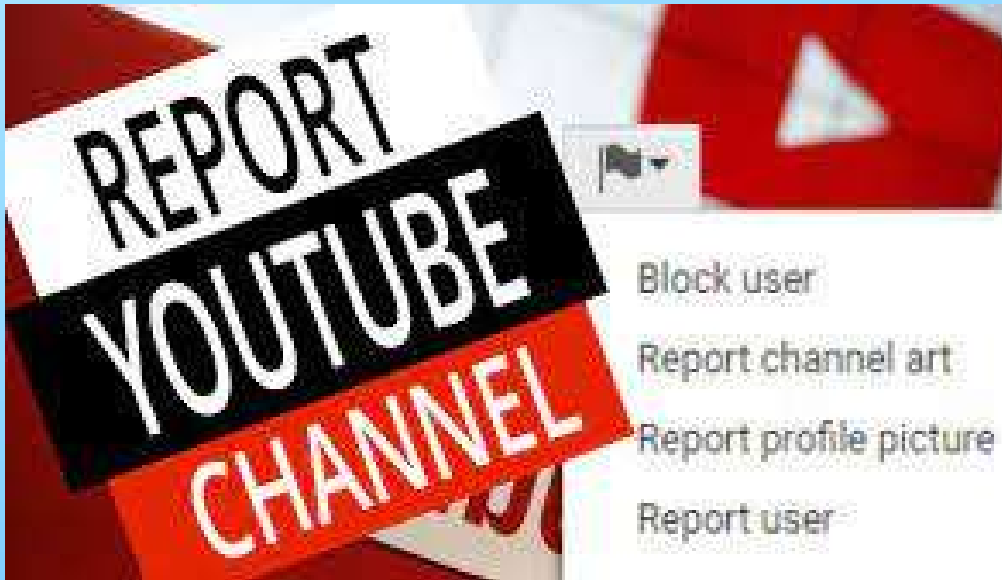 REPORT
YOUTUBE
CHANNEL
Block user
Report channel art
Report profile picture
Report user